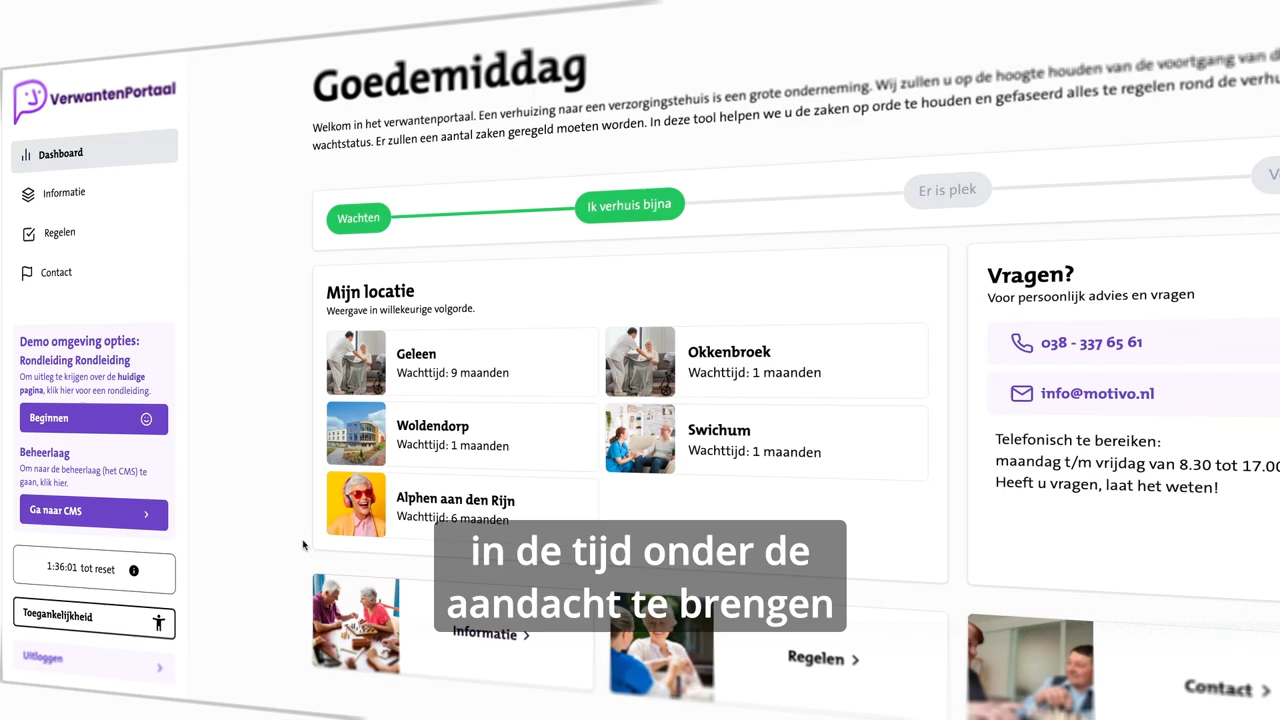 VerwantenPortaal
Dashboard
Informatie
Regelen
Contact
Demo omgeving opties:
Rondleiding Rondleiding
Om uitleg te krijgen over de huidige
pagina, klik hier voor een rondleiding.
Beginnen
Beheerlaag
Om naar de beheerlaag (het CMS) te
gaan, klik hier.
Ga naar CMS
1:36:01 tot reset
Toegankelijkheid
Uitloggen
Goedemiddag
Welkom in het verwantenportaal. Een verhuizing naar een verzorgingstehuis is een grote onderneming. Wij zullen u op de hoogte houden van de voortgang van
wachtstatus. Er zullen een aantal zaken geregeld moeten worden. In deze tool helpen we u de zaken op orde te houden en gefaseerd alles te regelen rond de
Wachten
Ik verhuis bijna
Er is plek
Mijn locatie
Weergave in willekeurige volgorde.
Geleen
Wachttijd: 9 maanden
Okkenbroek
Wachttijd: 1 maanden
Woldendorp
Wachttijd: 1 maanden
Swichum
Wachttijd: 1 maanden
Alphen aan den Rijn
Wachttijd: 6 maanden
Vragen?
Voor persoonlijk advies en vragen
038 - 337 65 61
info@motivo.nl
Telefonisch te bereiken:
maandag t/m vrijdag van 8.30 tot 17.00
Heeft u vragen, laat het weten!
in de tijd onder de
aandacht te brengen
Informatie
Regelen
Contact